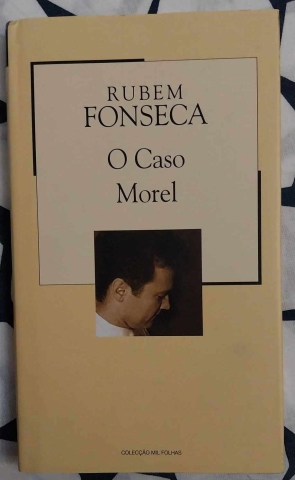 RUBEM
FONSECA
O Caso
Morel
COLECÇÃO MIL FOLHAS